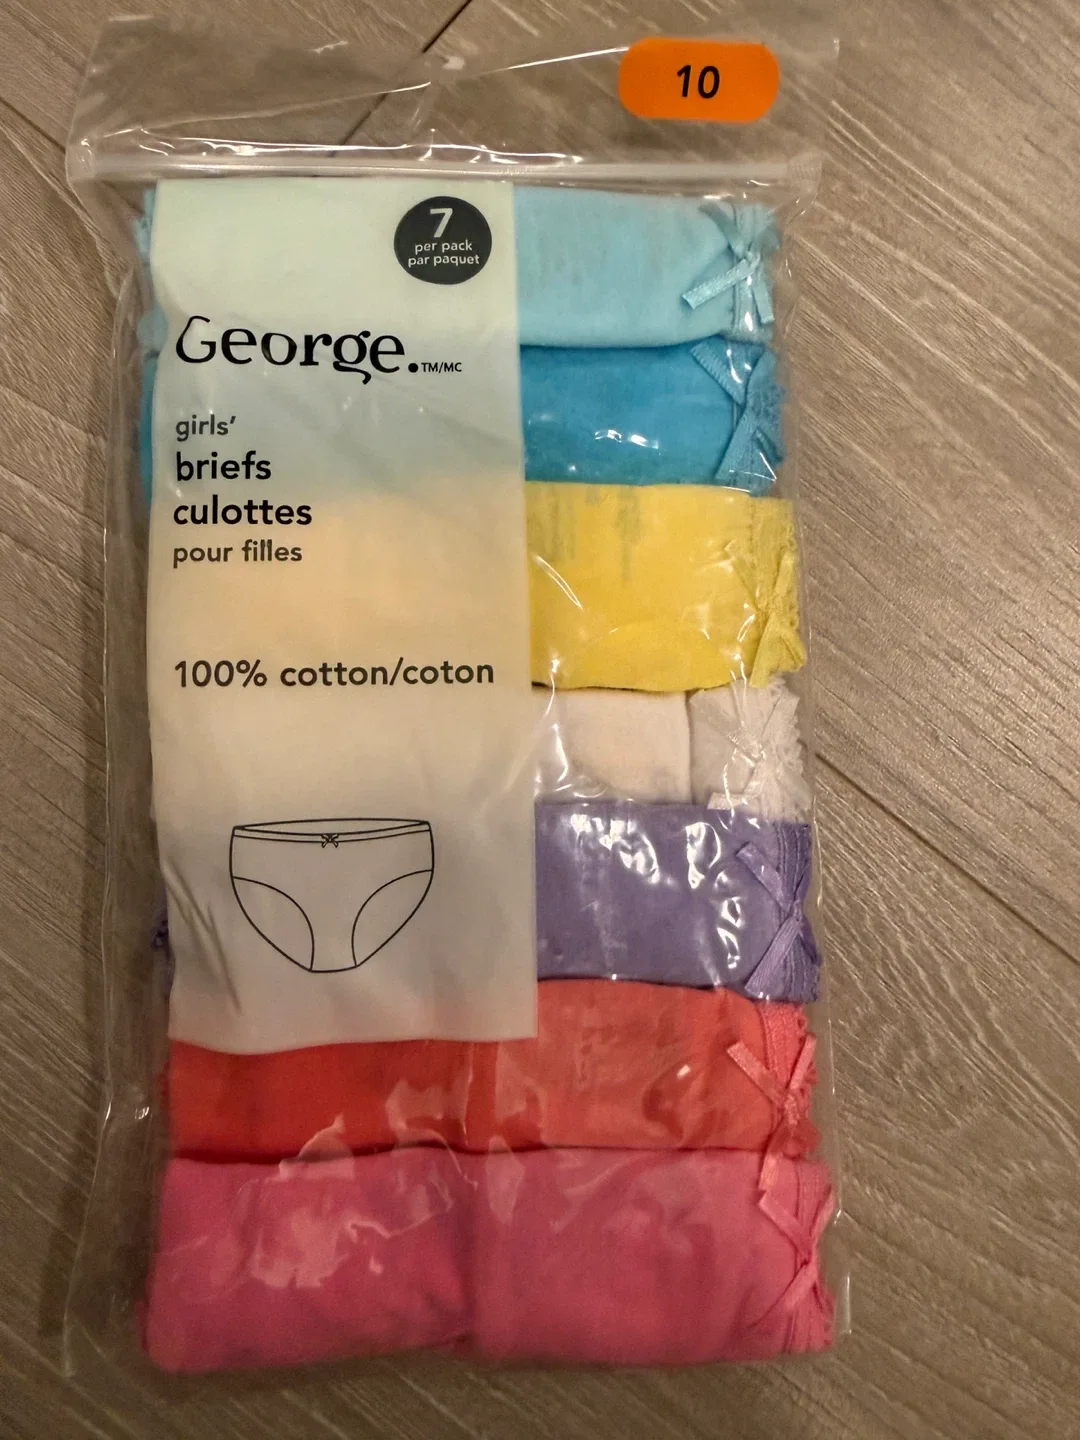 10
7
per pack
par paquet
George.TM/MC
girls'
briefs
culottes
pour filles
100% cotton/coton